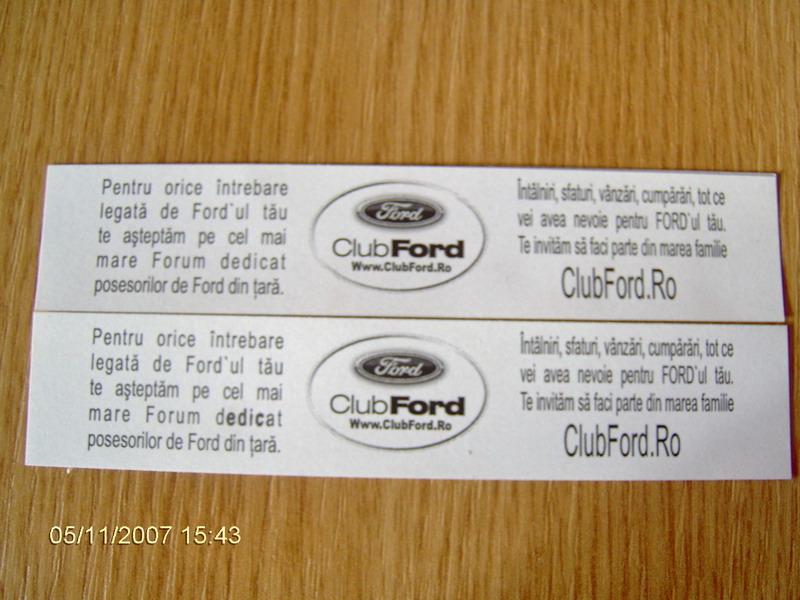 Pentru orice întrebare
legată de Ford`ul tău
te așteptăm pe cel mai
mare Forum dedicat
posesorilor de Ford din țară.
Ford
ClubFord
Www.ClubFord.Ro
Întâlniri, sfaturi, vânzări, cumpărări, tot ce
vei avea nevoie pentru FORD`ul tău.
Te invităm să faci parte din marea familie
ClubFord.Ro
Pentru orice întrebare
legată de Ford`ul tău
te așteptăm pe cel mai
mare Forum dedicat
posesorilor de Ford din țară.
Ford
ClubFord
Www.ClubFord.Ro
Întâlniri, sfaturi, vânzări, cumpărări, tot ce
vei avea nevoie pentru FORD`ul tău.
Te invităm să faci parte din marea familie
ClubFord.Ro
05/11/2007 15:43